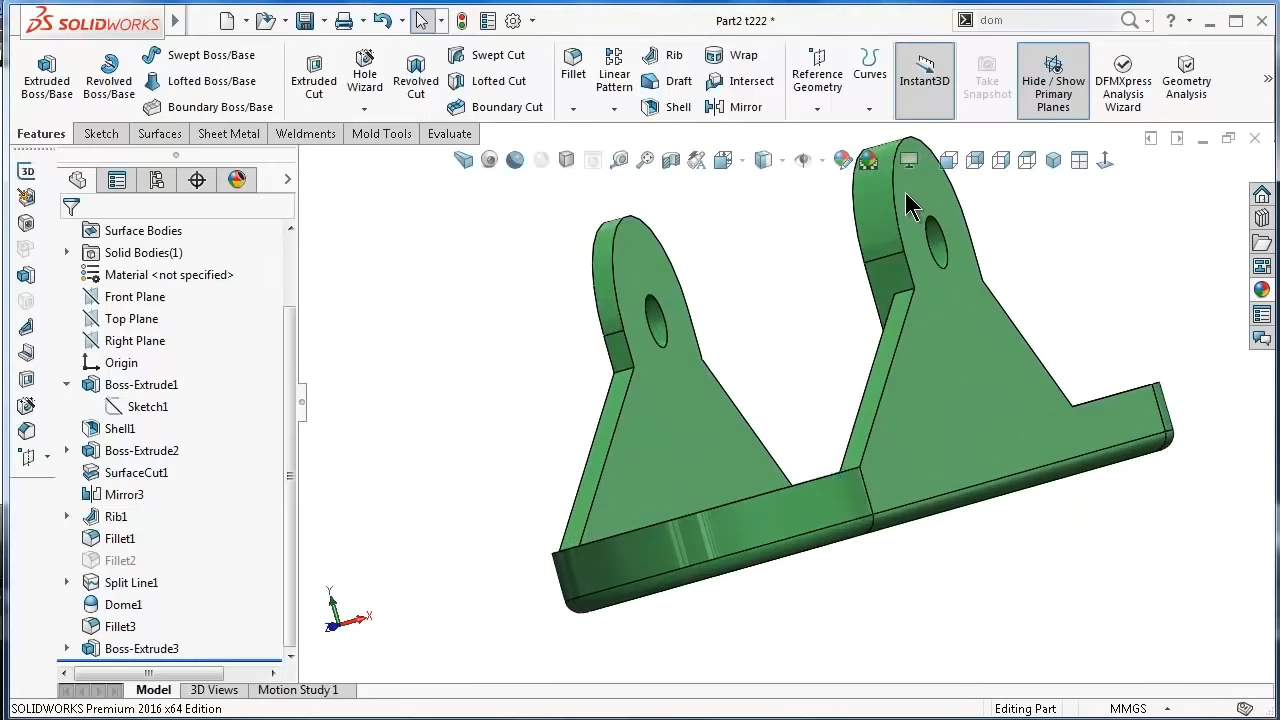 SOLIDWORKS
Part2 t222 *
dom
Extruded Boss/Base
Revolved Boss/Base
Swept Boss/Base
Lofted Boss/Base
Boundary Boss/Base
Extruded Cut
Hole Wizard
Revolved Cut
Swept Cut
Lofted Cut
Boundary Cut
Fillet
Linear Pattern
Rib
Draft
Shell
Wrap
Intersect
Mirror
Reference Geometry
Curves
Instant3D
Take Snapshot
Hide / Show Primary Planes
DFMXpress Analysis Wizard
Geometry Analysis
Features
Sketch
Surfaces
Sheet Metal
Weldments
Mold Tools
Evaluate
3D
Surface Bodies
Solid Bodies(1)
Material <not specified>
Front Plane
Top Plane
Right Plane
Origin
Boss-Extrude1
Sketch1
Shell1
Boss-Extrude2
SurfaceCut1
Mirror3
Rib1
Fillet1
Fillet2
Split Line1
Dome1
Fillet3
Boss-Extrude3
Y
X
Z
Model
3D Views
Motion Study 1
SOLIDWORKS Premium 2016 x64 Edition
Editing Part
MMGS